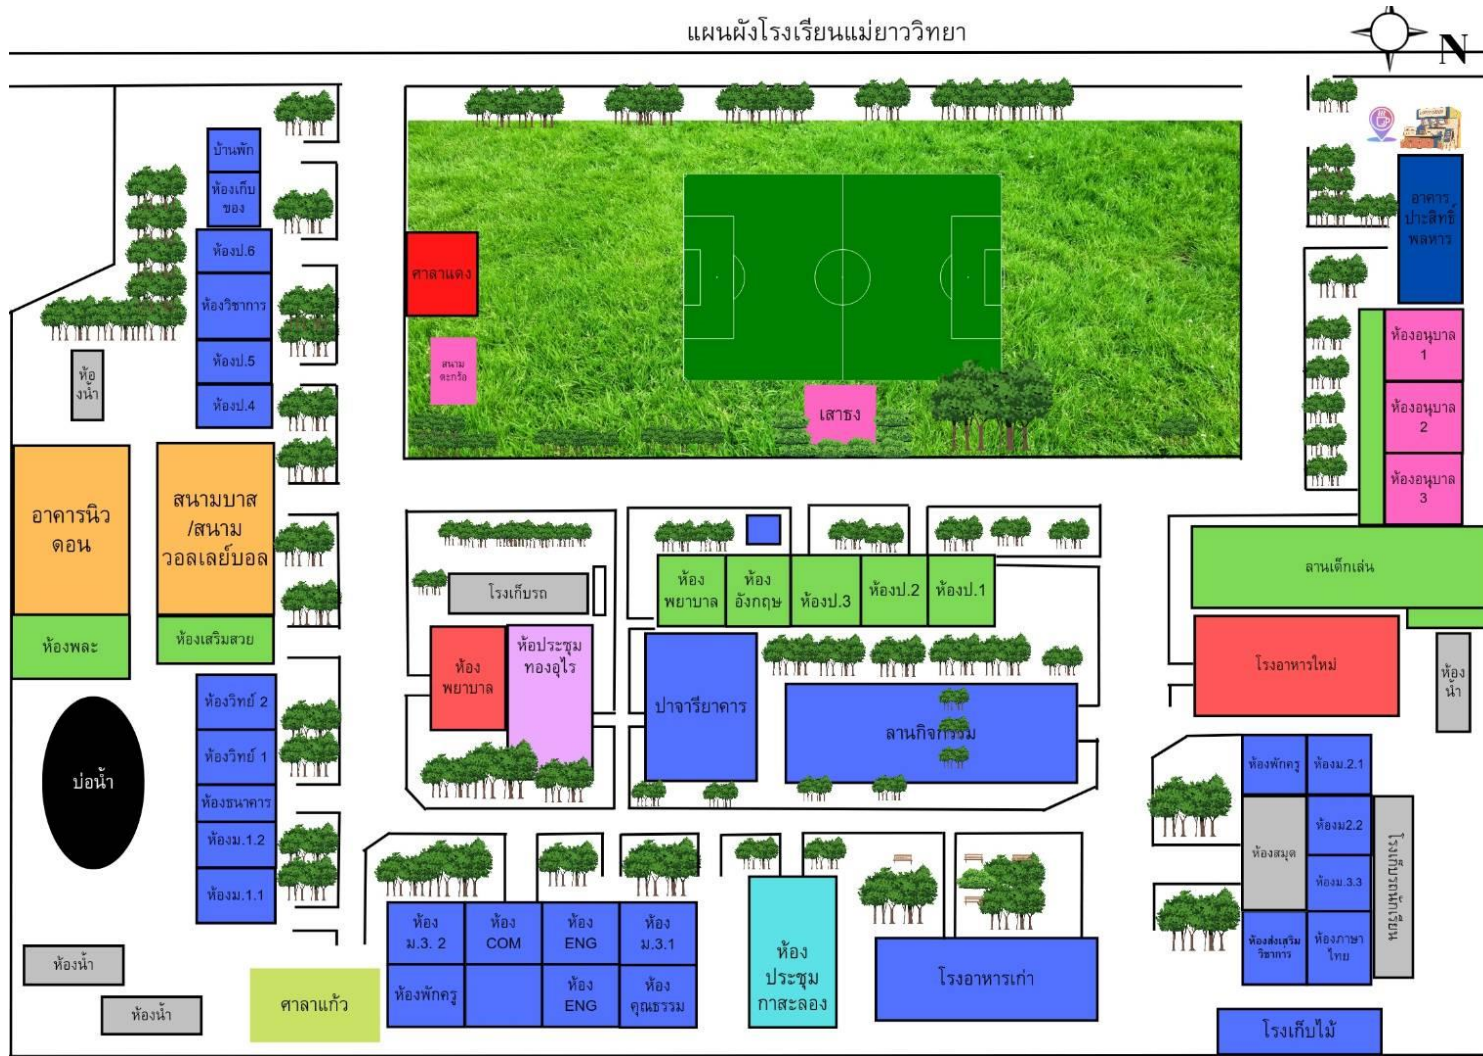 แผนผังโรงเรียนแม่ยาววิทยา
N
บ้านพัก
ห้องเก็บ
ของ
ห้องป.6
ห้องวิชาการ
ห้องป.5
ห้องป.4
ห้อ
งน้ำ
อาคารนิว
ดอน
สนามบาส
/สนาม
วอลเลย์บอล
ห้องพละ
ห้องเสริมสวย
ห้องวิทย์ 2
ห้องวิทย์ 1
ห้องธนาคาร
ห้องม.1.2
ห้องม.1.1
บ่อน้ำ
ห้องน้ำ
ห้องน้ำ
ศาลาแก้ว
ศาลาแดง
สนาม
ตะกร้อ
เสาธง
โรงเก็บรถ
ห้อง
พยาบาล
ห้อประชุม
ทองอุไร
ห้อง
พยาบาล
ห้อง
อังกฤษ
ห้องป.3
ห้องป.2
ห้องป.1
ปาจารียาคาร
ลานกิจกรรม
ห้อง
ม.3. 2
ห้อง
COM
ห้อง
ENG
ห้อง
ม.3.1
ห้องพักครู
ห้อง
ENG
ห้อง
คุณธรรม
ห้อง
ประชุม
กาสะลอง
โรงอาหารเก่า
อาคาร
ประสิทธิ์
พลหาร
ห้องอนุบาล
1
ห้องอนุบาล
2
ห้องอนุบาล
3
ลานเด็กเล่น
โรงอาหารใหม่
ห้อง
น้ำ
ห้องพักครู
ห้องม.2.1
ห้องสมุด
ห้องม2.2
ห้องม.3.3
ห้องส่งเสริม
วิชาการ
ห้องภาษา
ไทย
โรงเก็บรถนักเรียน
โรงเก็บไม้